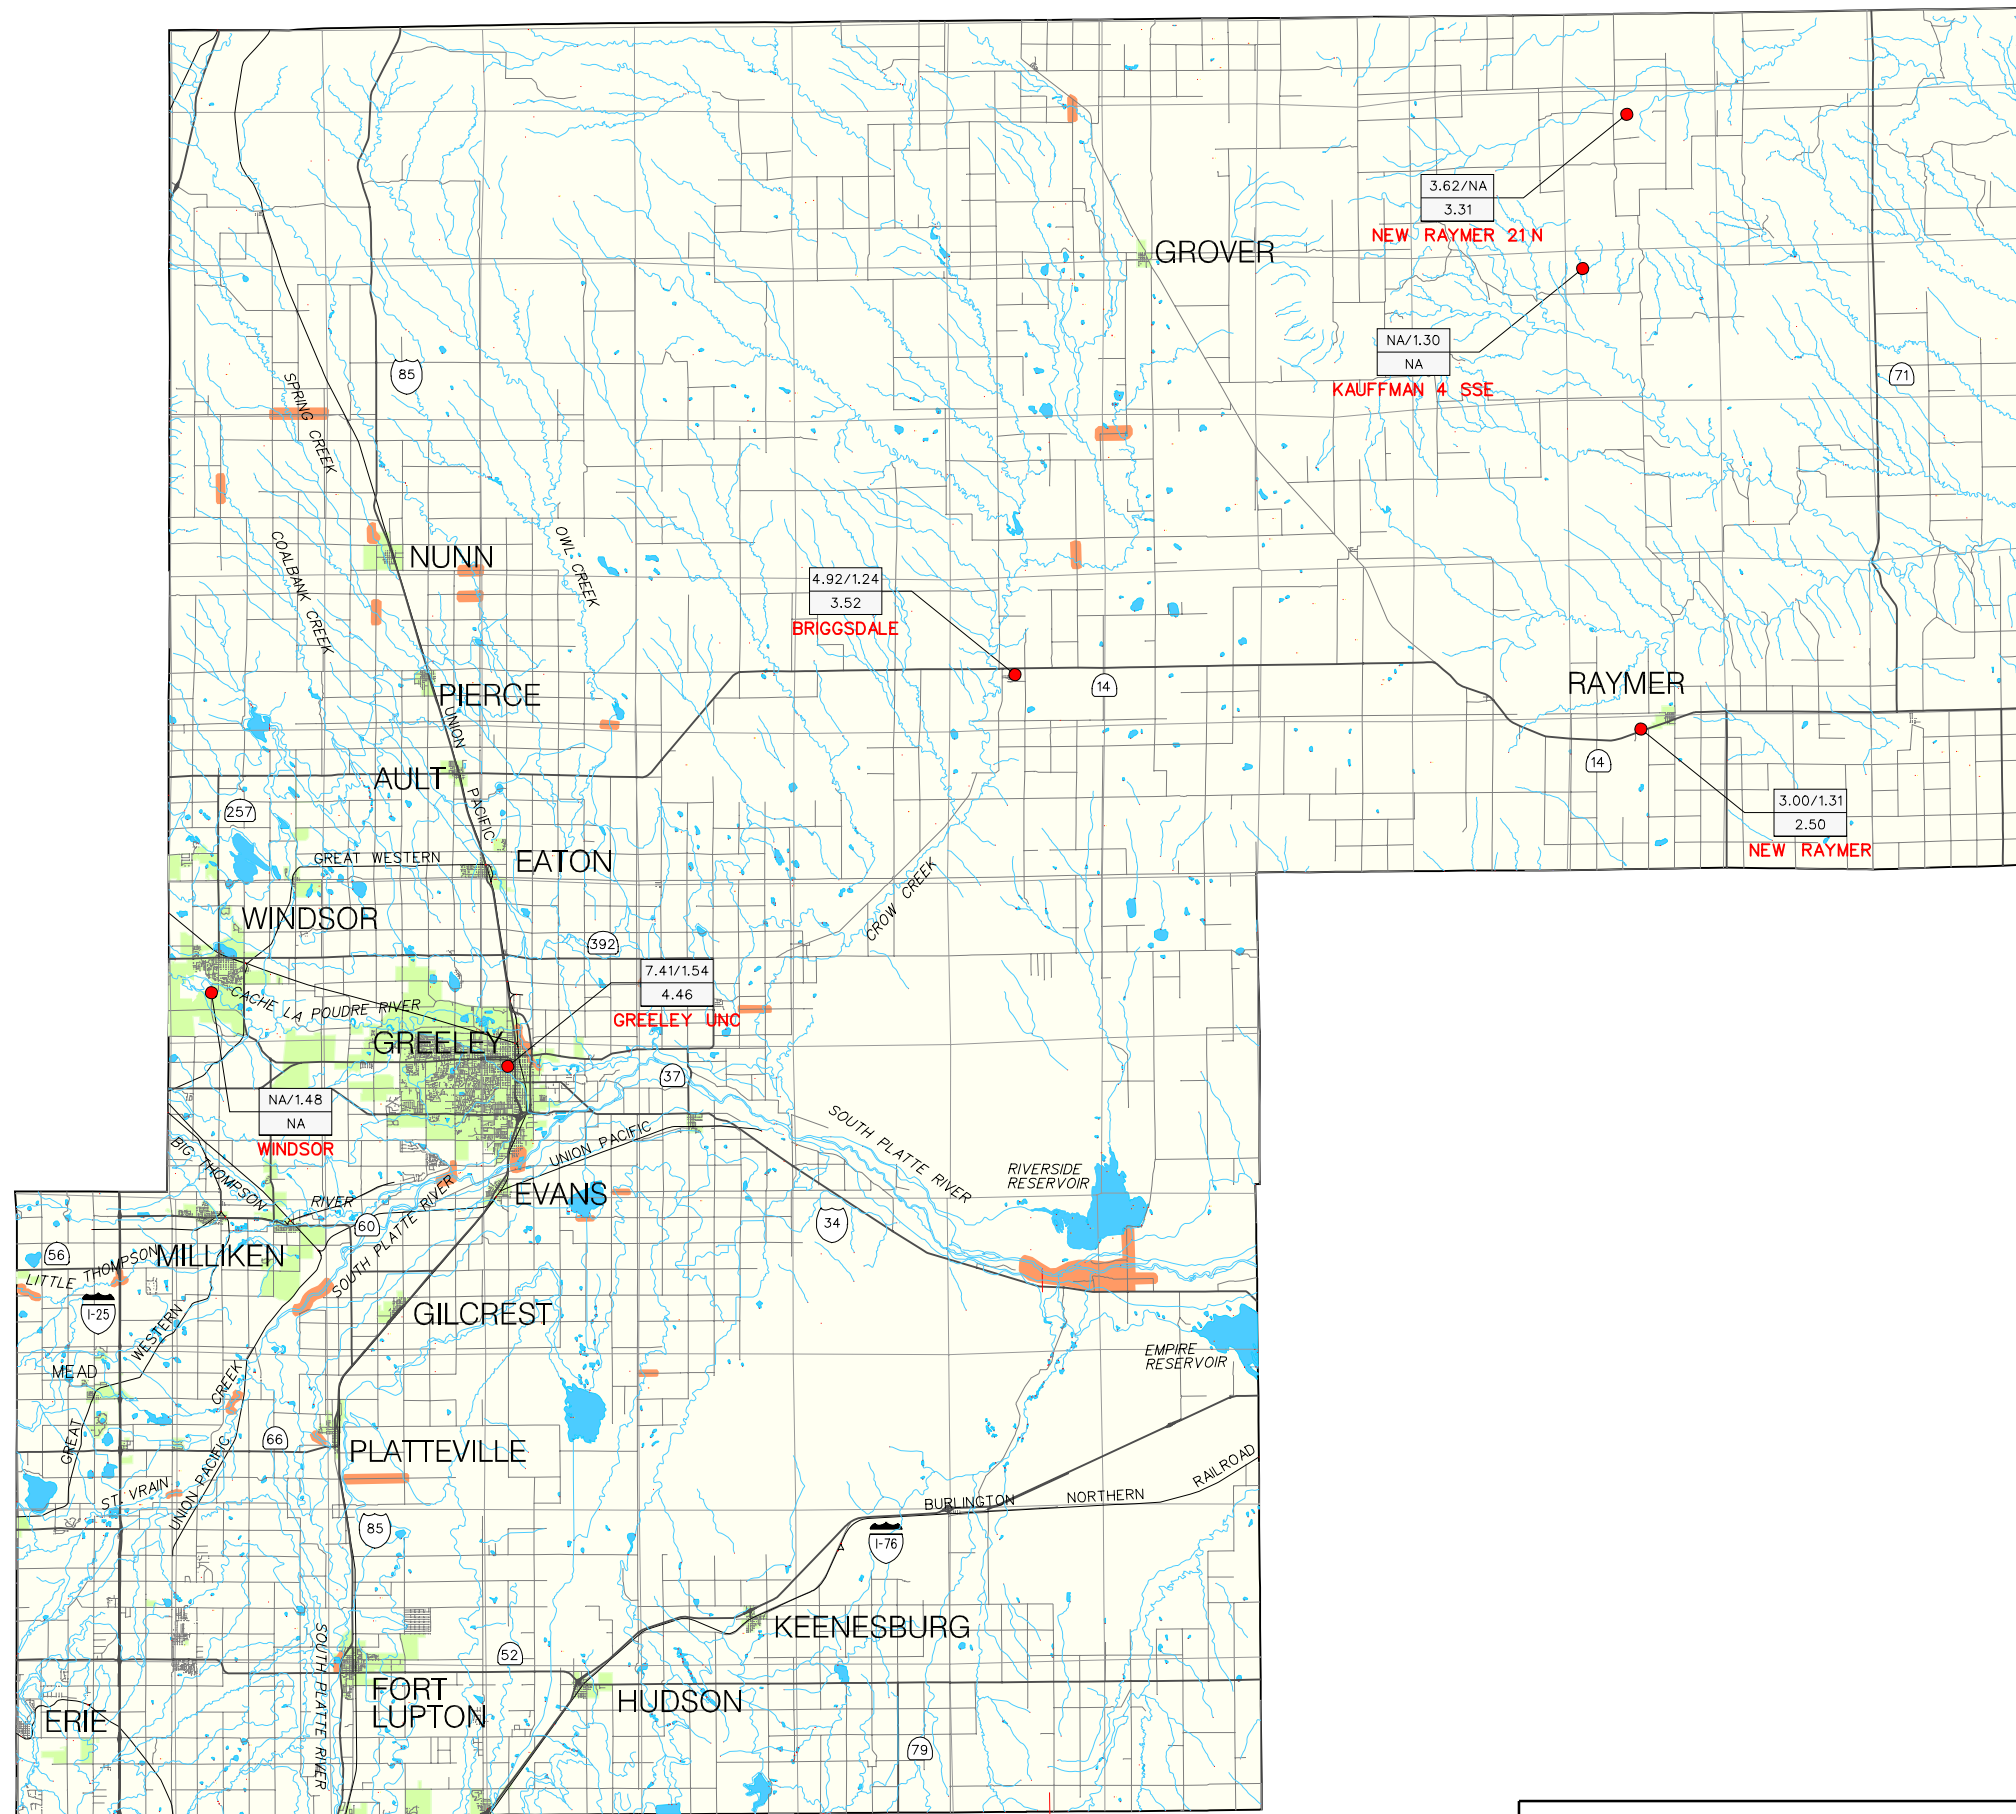 3.62/NA
3.31
NEW RAYMER 21 N
GROVER
NA/1.30
NA
KAUFFMAN 4 SSE
85
71
SPRING CREEK
NUNN
COALBANK CREEK
OWL CREEK
4.92/1.24
3.52
BRIGGSDALE
14
RAYMER
PIERCE
UNION PACIFIC
14
AULT
257
3.00/1.31
2.50
NEW RAYMER
GREAT WESTERN
EATON
CROW CREEK
WINDSOR
392
7.41/1.54
4.46
GREELEY UNC
CACHE LA POUDRE RIVER
GREELEY
37
NA/1.48
NA
WINDSOR
SOUTH PLATTE RIVER
BIG THOMPSON RIVER
UNION PACIFIC
RIVERSIDE
RESERVOIR
EVANS
60
34
56
MILLIKEN
LITTLE THOMPSON
SOUTH PLATTE RIVER
I-25
GILCREST
GREAT WESTERN
EMPIRE
RESERVOIR
MEAD
CREEK
66
PLATTEVILLE
UNION PACIFIC
ST. VRAIN
BURLINGTON NORTHERN RAILROAD
85
I-76
KEENESBURG
52
SOUTH PLATTE RIVER
FORT
LUPTON
HUDSON
ERIE
79